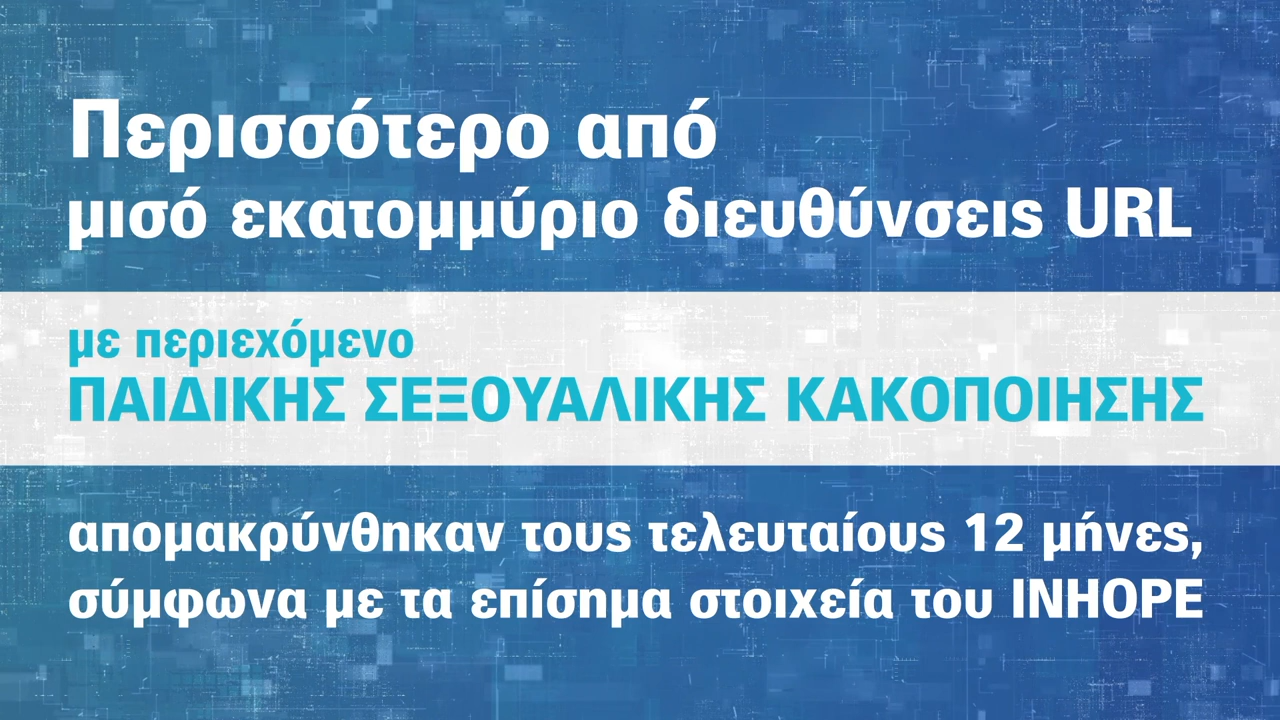 Περισσότερο από
μισό εκατομμύριο διευθύνσεις URL
με περιεχόμενο
ΠΑΙΔΙΚΗΣ ΣΕΞΟΥΑΛΙΚΗΣ ΚΑΚΟΠΟΙΗΣΗΣ
απομακρύνθηκαν τους τελευταίους 12 μήνες,
σύμφωνα με τα επίσημα στοιχεία του INHOPE